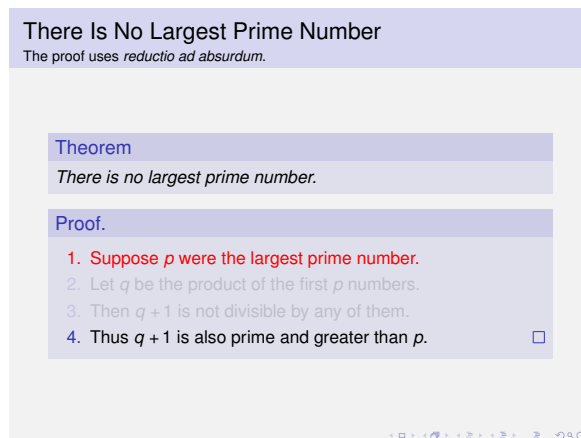 There Is No Largest Prime Number
The proof uses reductio ad absurdum.
Theorem
There is no largest prime number.
Proof.
1. Suppose p were the largest prime number.
2. Let q be the product of the first p numbers.
3. Then q + 1 is not divisible by any of them.
4. Thus q + 1 is also prime and greater than p. □